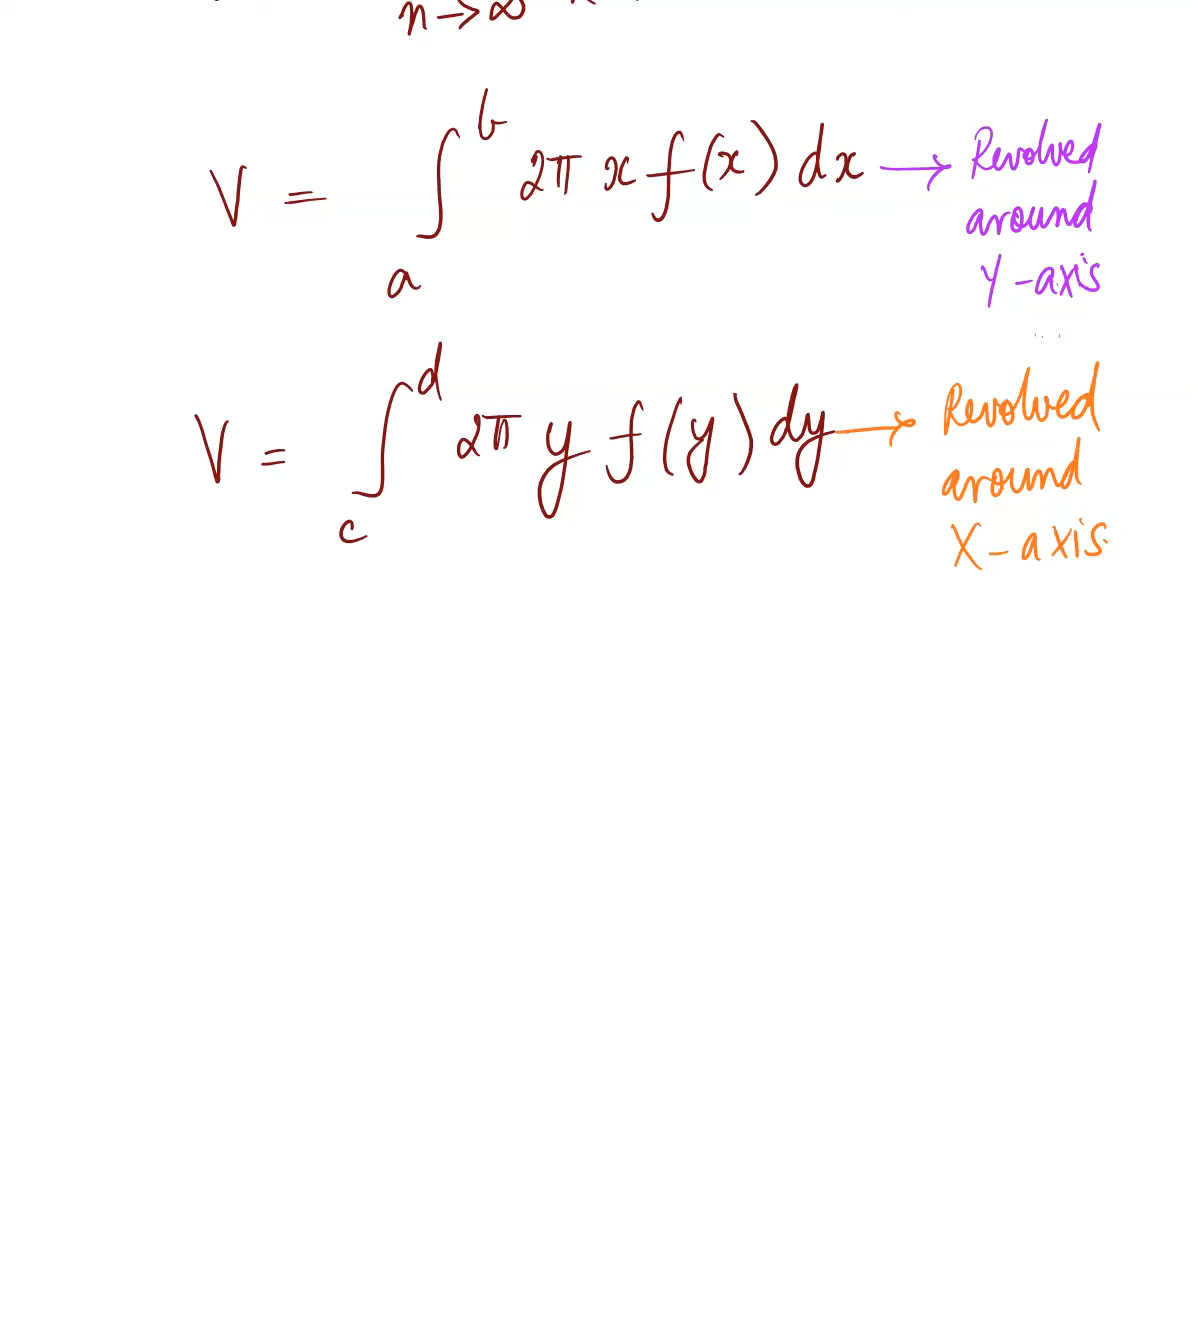 n→∞
V = ∫_a^b 2π x f(x) dx → Revolved
around
Y-axis
V = ∫_c^d 2π y f(y) dy → Revolved
around
X-axis